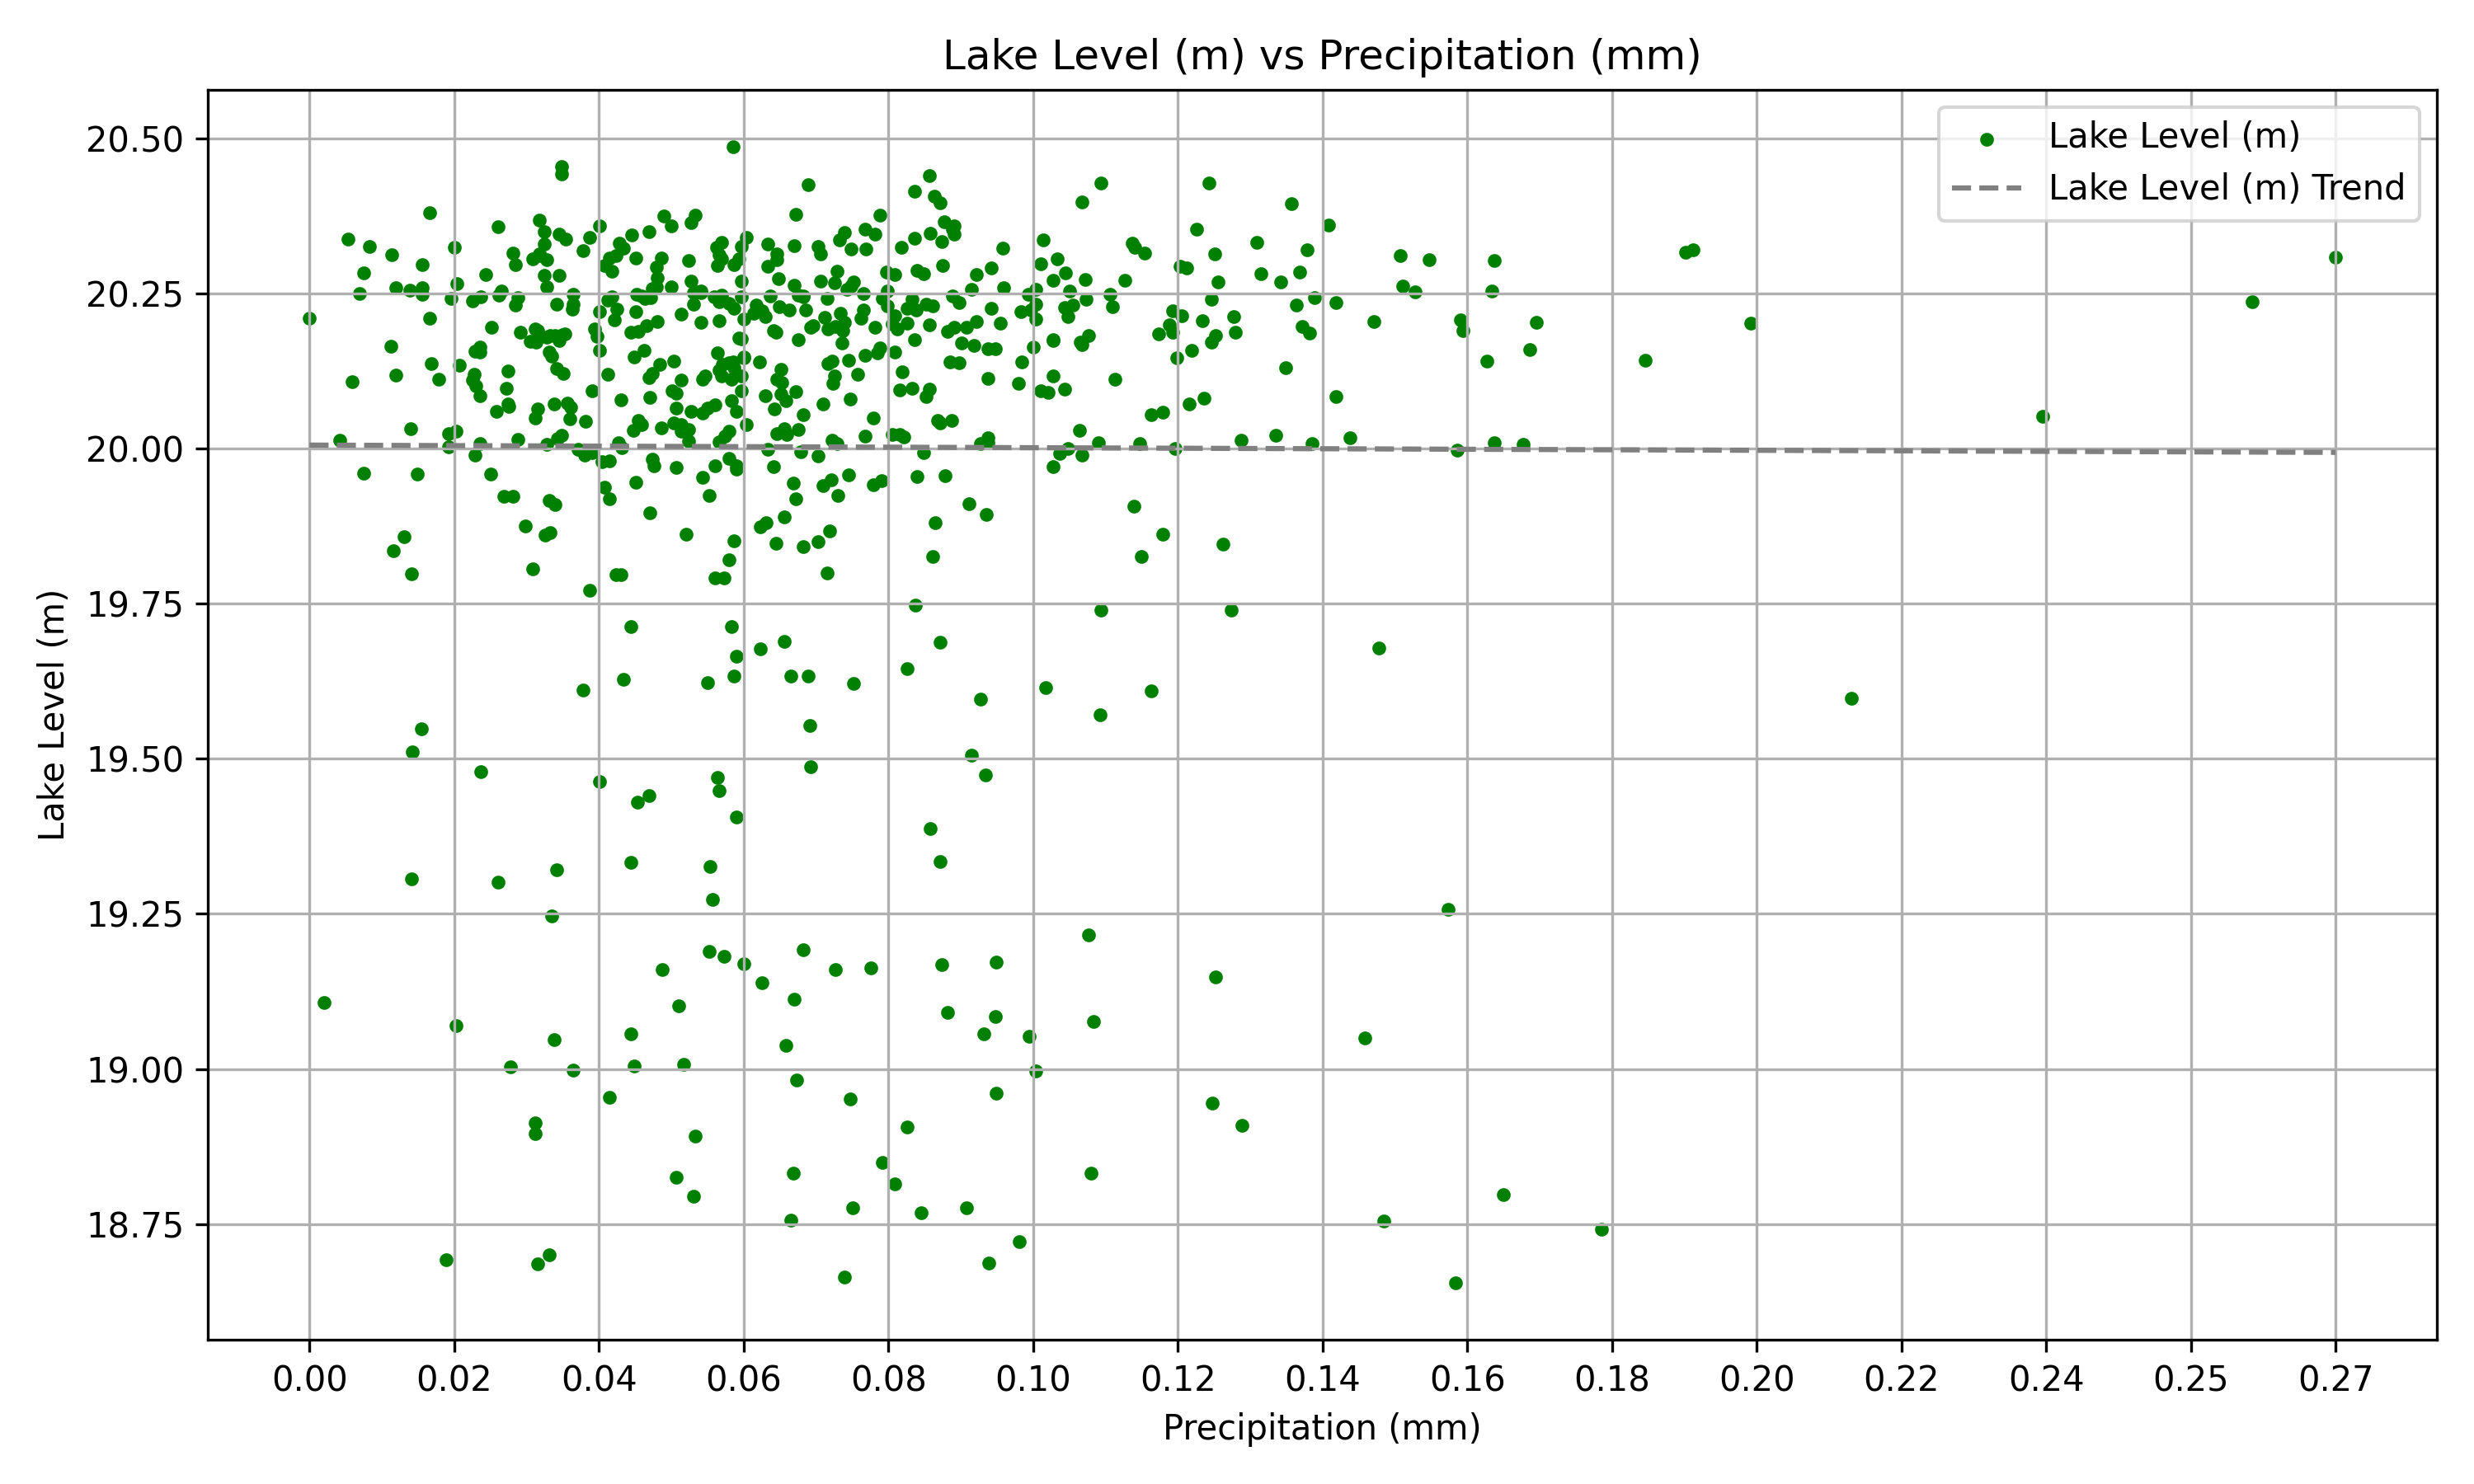 Lake Level (m) vs Precipitation (mm)
Lake Level (m)
Lake Level (m) Trend
20.50
20.25
20.00
19.75
19.50
19.25
19.00
18.75
Lake Level (m)
0.00 0.02 0.04 0.06 0.08 0.10 0.12 0.14 0.16 0.18 0.20 0.22 0.24 0.25 0.27
Precipitation (mm)